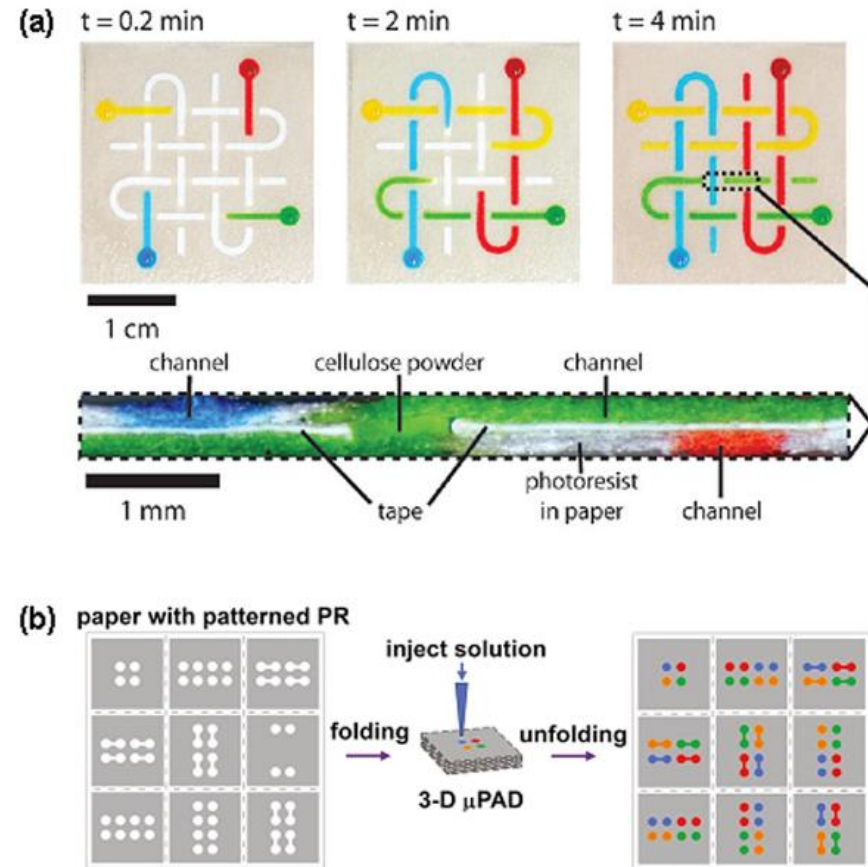 (a) t = 0.2 min t = 2 min t = 4 min
1 cm
channel cellulose powder channel
1 mm tape photoresist in paper channel
(b) paper with patterned PR
inject solution
folding unfolding
3-D μPAD